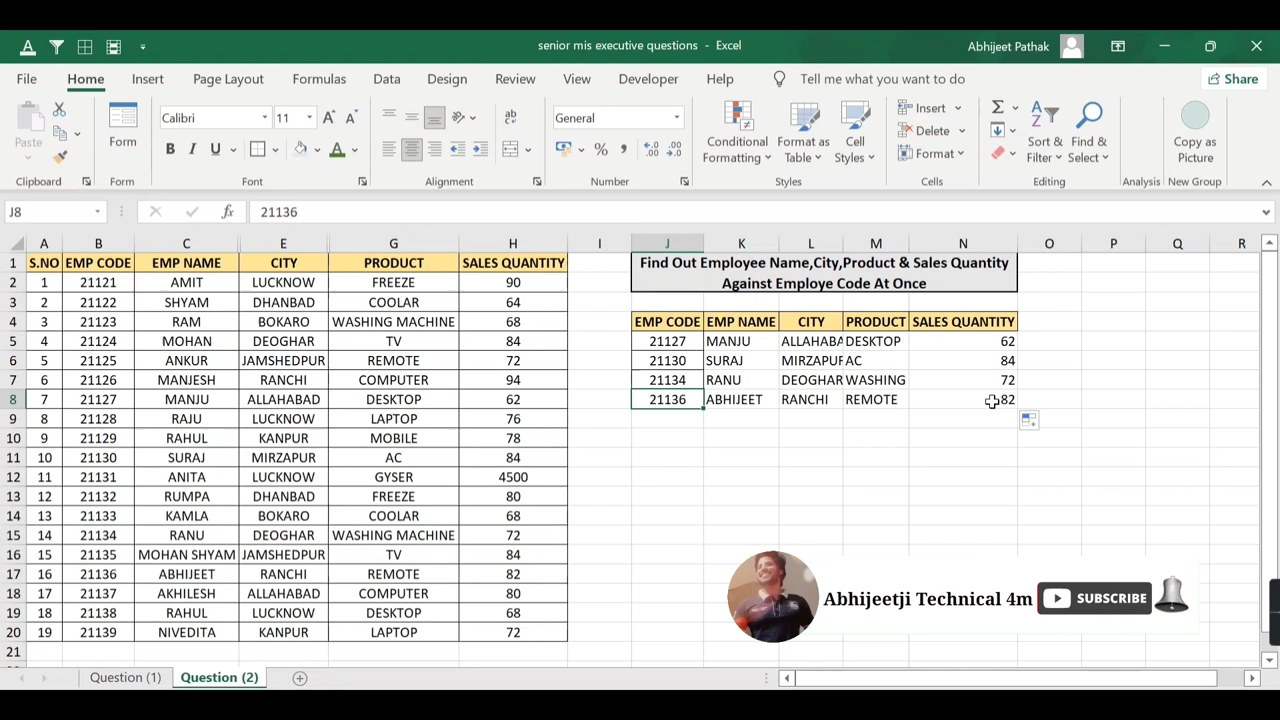 senior mis executive questions - Excel
Abhijeet Pathak
File Home Insert Page Layout Formulas Data Design Review View Developer Help Tell me what you want to do Share
Paste
Clipboard
Form
Form
Calibri 11
B I U
Font
ab
Alignment
General
% ,
Number
Conditional Formatting
Format as Table
Cell Styles
Styles
Insert
Delete
Format
Cells
Sort & Filter
Find & Select
Editing
Analysis
Copy as Picture
New Group
J8 fx 21136
A B C E G H I J K L M N O P Q R
1 S.NO EMP CODE EMP NAME CITY PRODUCT SALES QUANTITY
2 1 21121 AMIT LUCKNOW FREEZE 90
3 2 21122 SHYAM DHANBAD COOLAR 64
4 3 21123 RAM BOKARO WASHING MACHINE 68
5 4 21124 MOHAN DEOGHAR TV 84
6 5 21125 ANKUR JAMSHEDPUR REMOTE 72
7 6 21126 MANJESH RANCHI COMPUTER 94
8 7 21127 MANJU ALLAHABAD DESKTOP 62
9 8 21128 RAJU LUCKNOW LAPTOP 76
10 9 21129 RAHUL KANPUR MOBILE 78
11 10 21130 SURAJ MIRZAPUR AC 84
12 11 21131 ANITA LUCKNOW GYSER 4500
13 12 21132 RUMPA DHANBAD FREEZE 80
14 13 21133 KAMLA BOKARO COOLAR 68
15 14 21134 RANU DEOGHAR WASHING MACHINE 72
16 15 21135 MOHAN SHYAM JAMSHEDPUR TV 84
17 16 21136 ABHIJEET RANCHI REMOTE 82
18 17 21137 AKHILESH ALLAHABAD COMPUTER 80
19 18 21138 RAHUL LUCKNOW DESKTOP 68
20 19 21139 NIVEDITA KANPUR LAPTOP 72
21
Find Out Employee Name,City,Product & Sales Quantity
Against Employe Code At Once
EMP CODE EMP NAME CITY PRODUCT SALES QUANTITY
21127 MANJU ALLAHABA DESKTOP 62
21130 SURAJ MIRZAPUR AC 84
21134 RANU DEOGHAR WASHING 72
21136 ABHIJEET RANCHI REMOTE 82
Abhijeetji Technical 4m SUBSCRIBE
Question (1) Question (2)